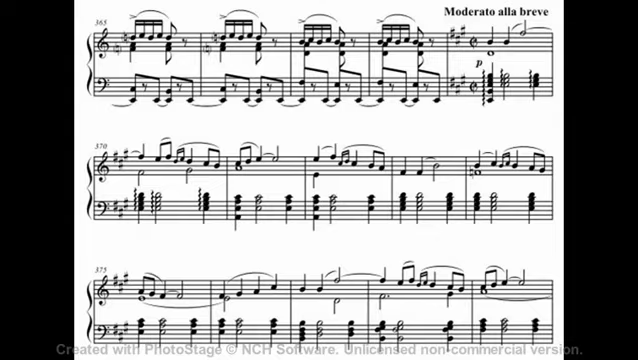 365
Moderato alla breve
p
370
375
Created with PhotoStage © NCH Software. Unlicensed non-commercial version.